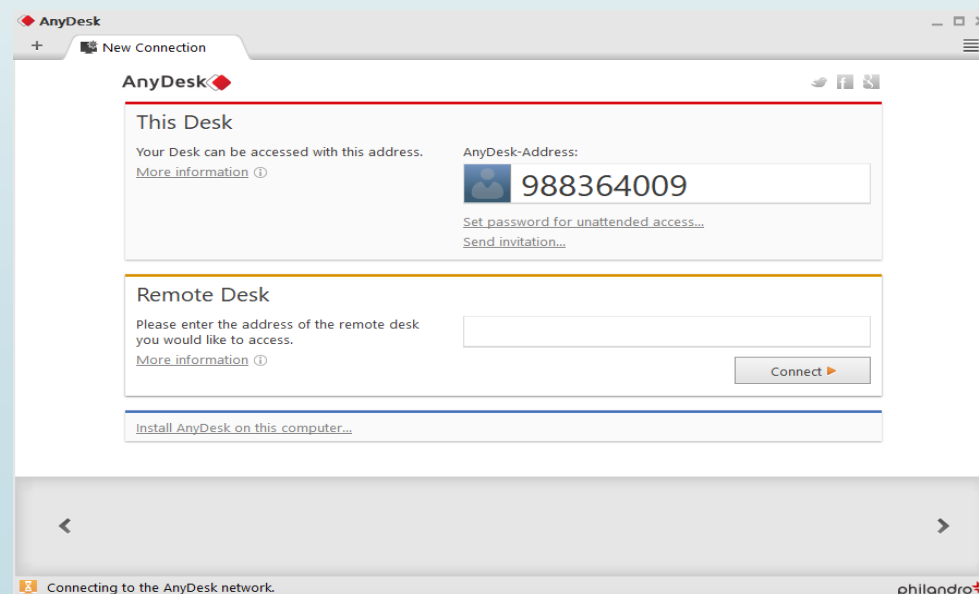 AnyDesk
+ New Connection
AnyDesk
This Desk
Your Desk can be accessed with this address.
More information
AnyDesk-Address:
988364009
Set password for unattended access...
Send invitation...
Remote Desk
Please enter the address of the remote desk
you would like to access.
More information
Connect
Install AnyDesk on this computer...
Connecting to the AnyDesk network.
philandro